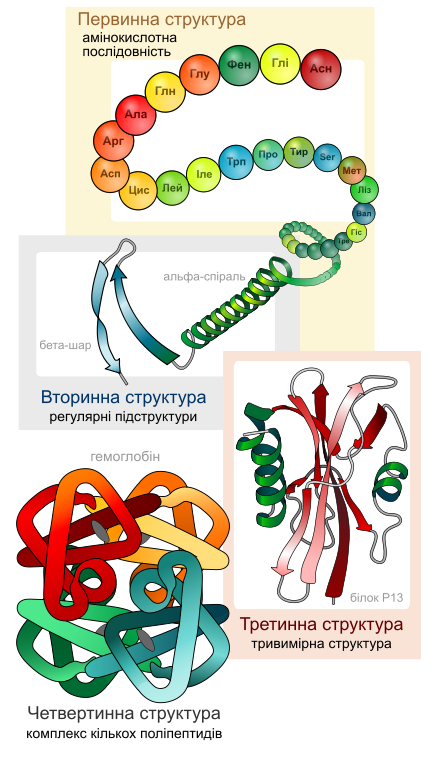 Первинна структура
амінокислотна
послідовність
Асн
Глі
Фен
Глу
Глн
Ала
Арг
Асп
Цис
Лей
Іле
Трп
Про
Тир
Ser
Мет
Ліз
Вал
Гіс
Тре
альфа-спіраль
бета-шар
Вторинна структура
регулярні підструктури
гемоглобін
білок P13
Третинна структура
тривимірна структура
Четвертинна структура
комплекс кількох поліпептидів